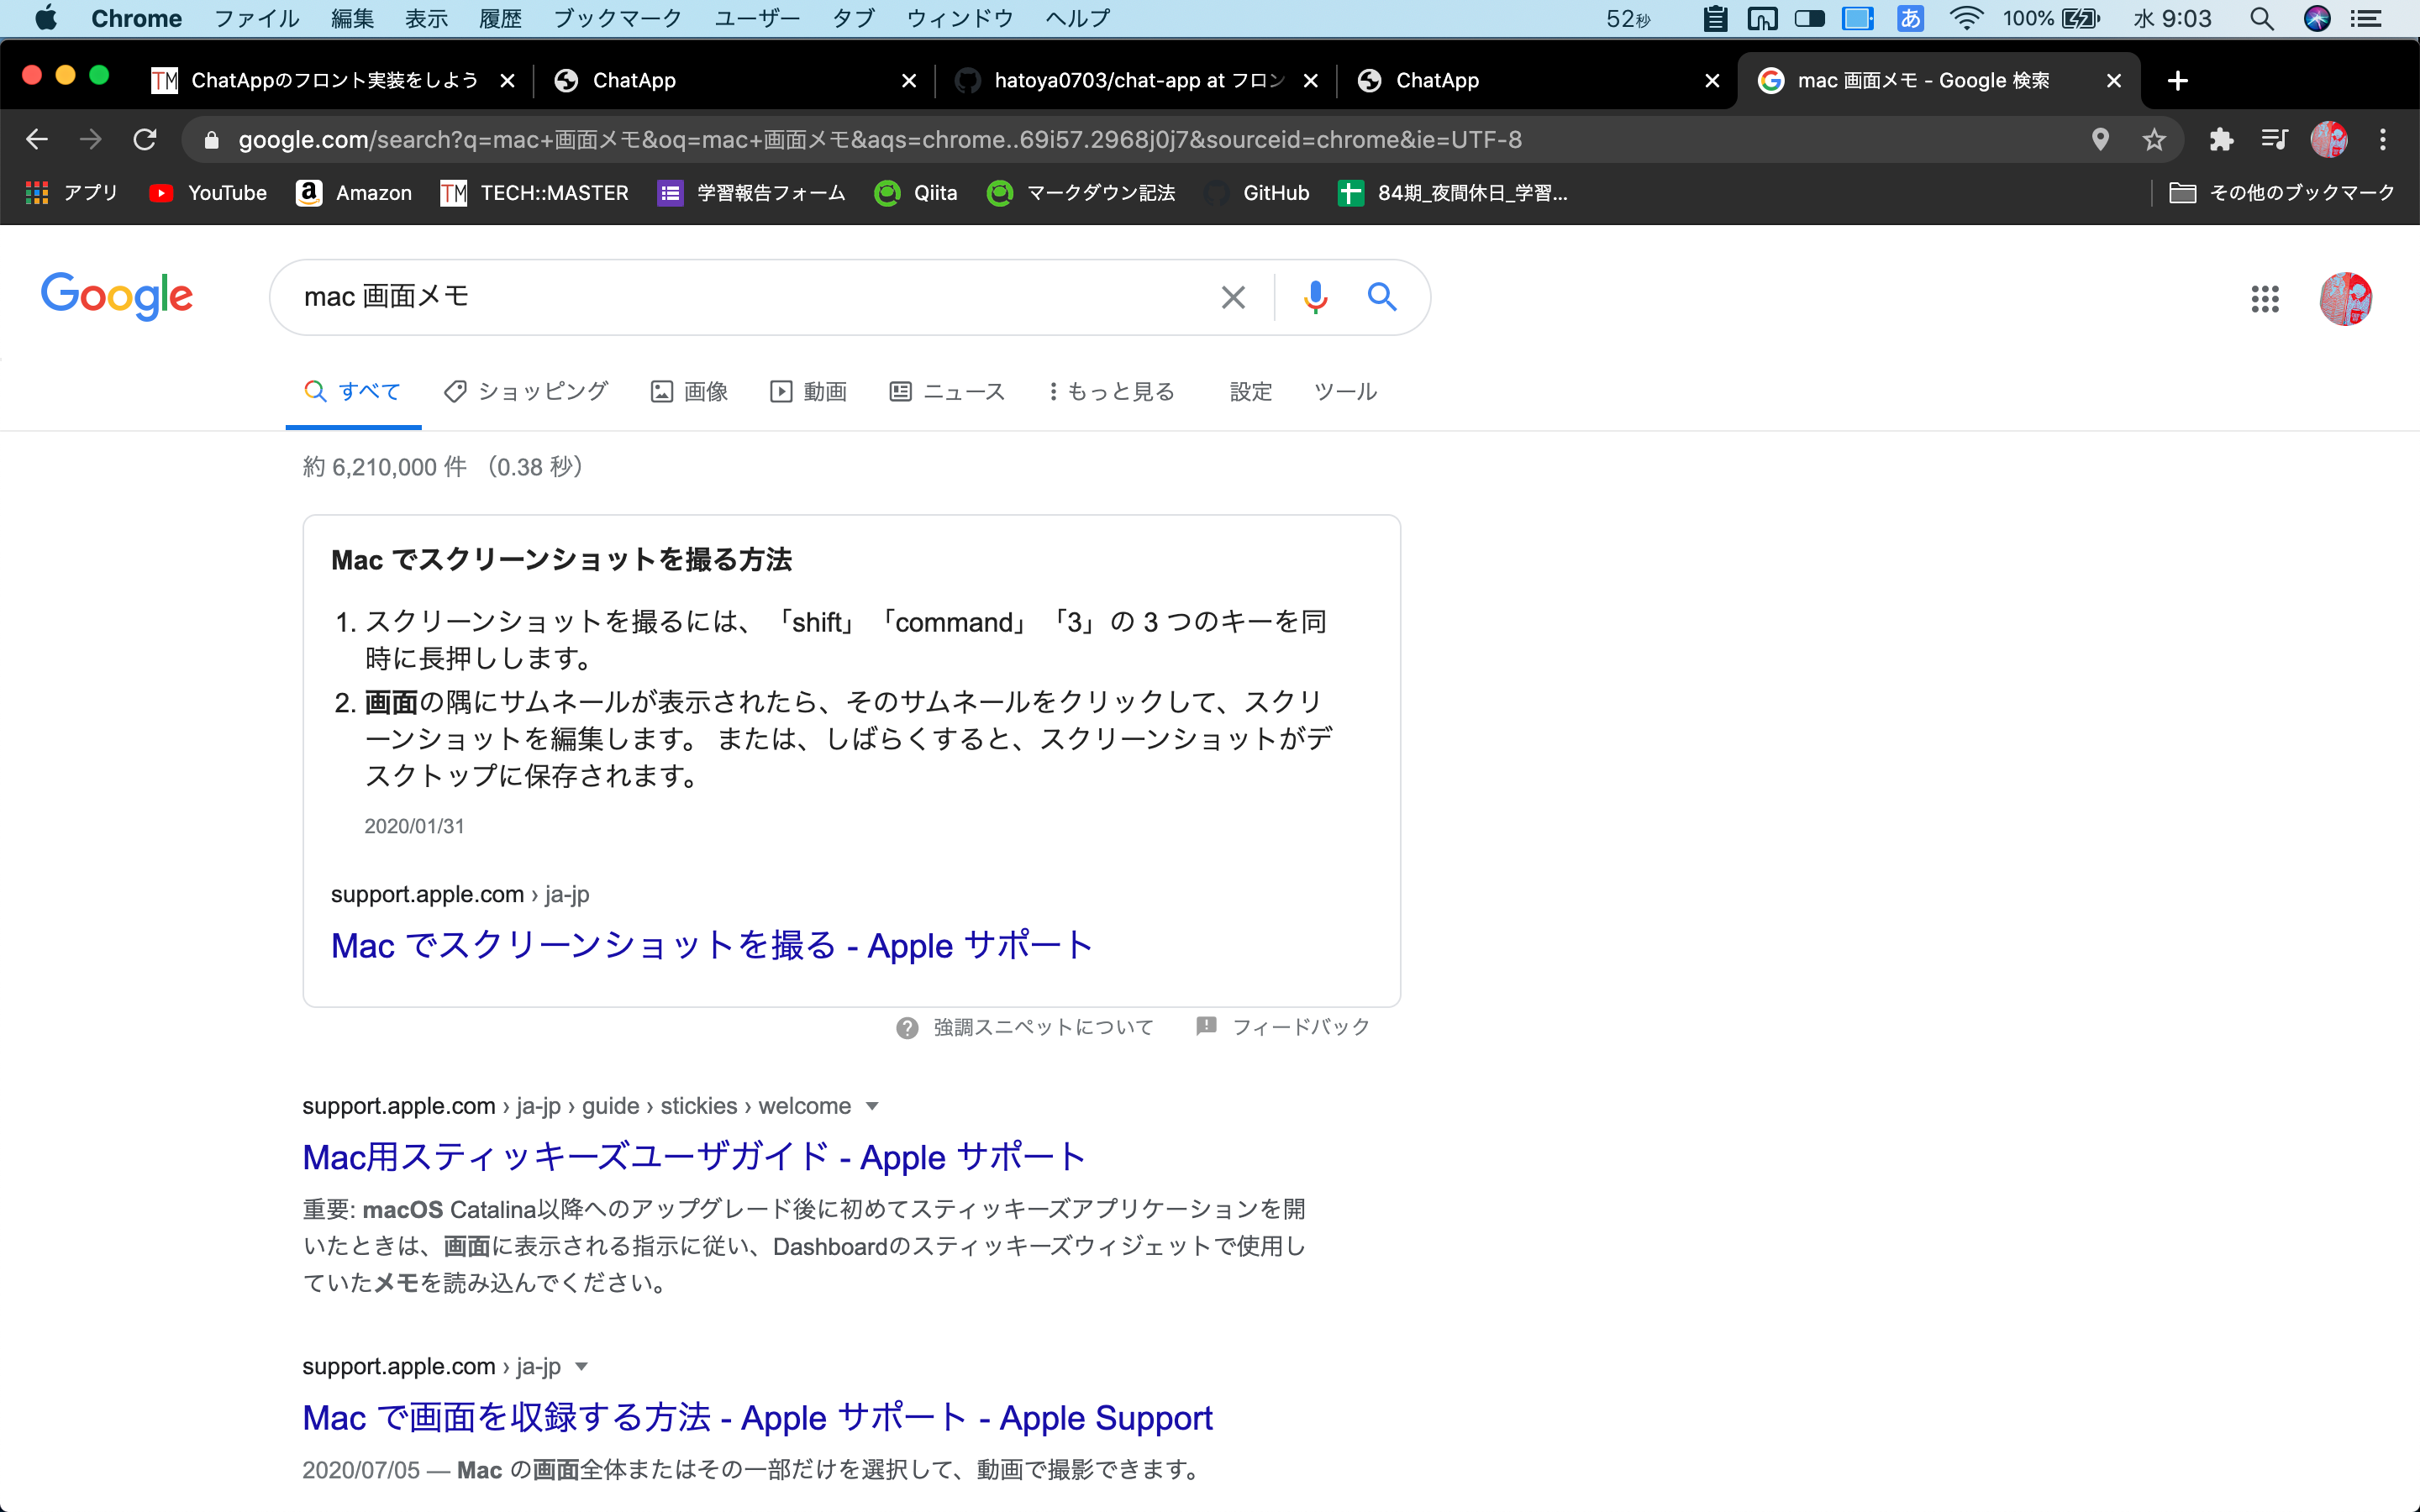 Chrome ファイル 編集 表示 履歴 ブックマーク ユーザー タブ ウィンドウ ヘルプ 52秒 あ 100% 水 9:03
TM ChatAppのフロント実装をしよう ChatApp hatoya0703/chat-app at フロン ChatApp mac 画面メモ - Google 検索
google.com/search?q=mac+画面メモ&oq=mac+画面メモ&aqs=chrome..69i57.2968j0j7&sourceid=chrome&ie=UTF-8
アプリ YouTube Amazon TM TECH::MASTER 学習報告フォーム Qiita マークダウン記法 GitHub 84期_夜間休日_学習... その他のブックマーク
Google mac 画面メモ
すべて ショッピング 画像 動画 ニュース もっと見る 設定 ツール
約 6,210,000 件 （0.38 秒）
Mac でスクリーンショットを撮る方法
1. スクリーンショットを撮るには、「shift」「command」「3」の 3 つのキーを同
時に長押しします。
2. 画面の隅にサムネールが表示されたら、そのサムネールをクリックして、スクリ
ーンショットを編集します。 または、しばらくすると、スクリーンショットがデ
スクトップに保存されます。
2020/01/31
support.apple.com › ja-jp
Mac でスクリーンショットを撮る - Apple サポート
強調スニペットについて フィードバック
support.apple.com › ja-jp › guide › stickies › welcome
Mac用スティッキーズユーザガイド - Apple サポート
重要: macOS Catalina以降へのアップグレード後に初めてスティッキーズアプリケーションを開
いたときは、画面に表示される指示に従い、Dashboardのスティッキーズウィジェットで使用し
ていたメモを読み込んでください。
support.apple.com › ja-jp
Mac で画面を収録する方法 - Apple サポート - Apple Support
2020/07/05 — Mac の画面全体またはその一部だけを選択して、動画で撮影できます。